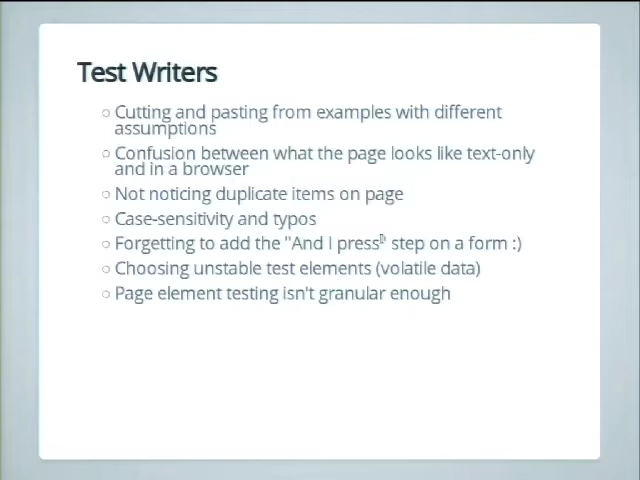 Test Writers
Cutting and pasting from examples with different
assumptions
Confusion between what the page looks like text-only
and in a browser
Not noticing duplicate items on page
Case-sensitivity and typos
Forgetting to add the "And I press" step on a form :)
Choosing unstable test elements (volatile data)
Page element testing isn't granular enough